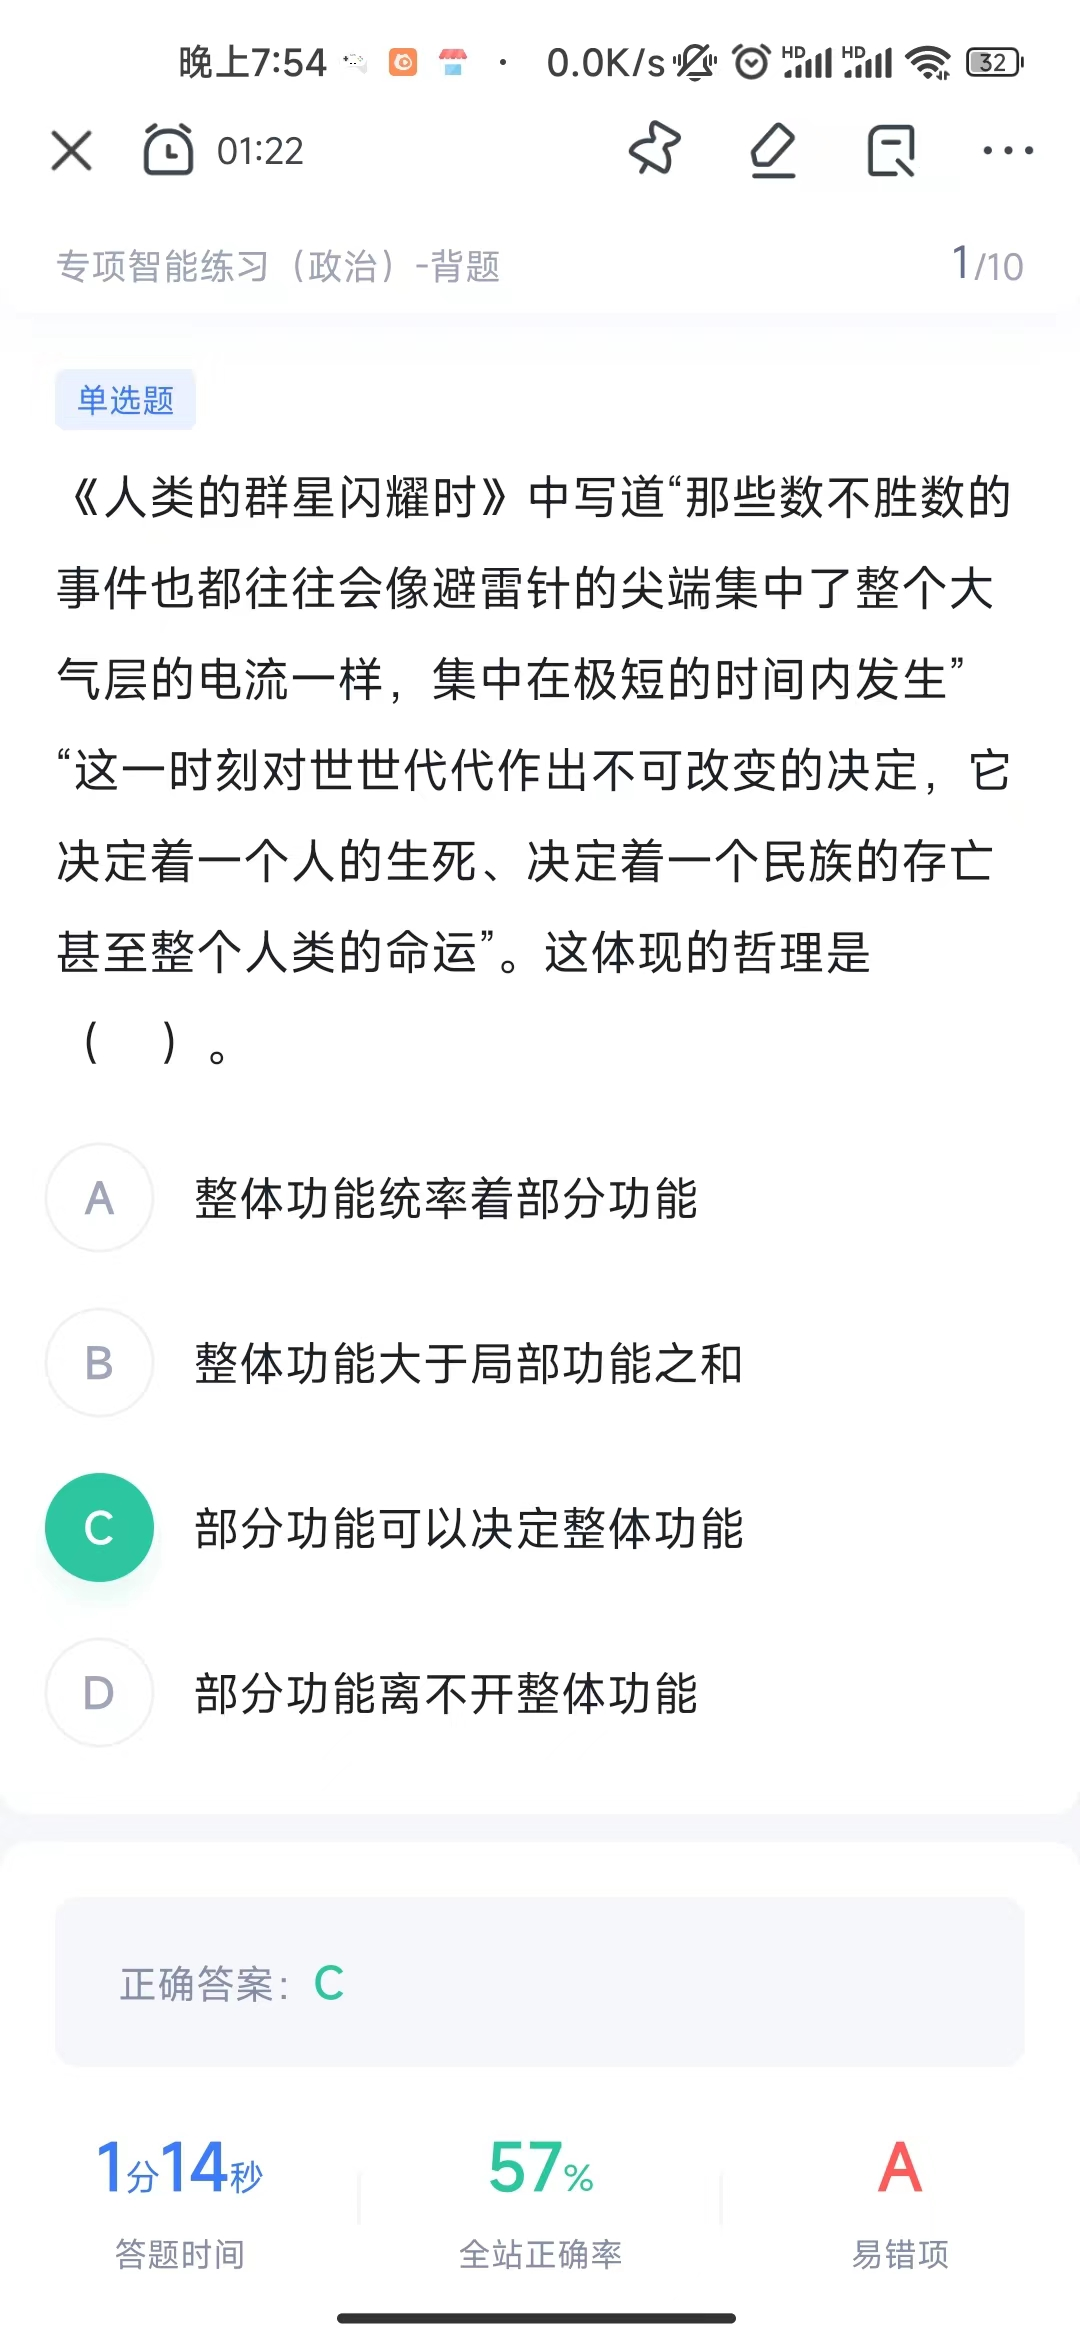 晚上7:54 · 0.0K/s HD HD 32
01:22
专项智能练习（政治）-背题 1/10
单选题
《人类的群星闪耀时》中写道“那些数不胜数的
事件也都往往会像避雷针的尖端集中了整个大
气层的电流一样，集中在极短的时间内发生”
“这一时刻对世世代代作出不可改变的决定，它
决定着一个人的生死、决定着一个民族的存亡
甚至整个人类的命运”。这体现的哲理是
（　）。
A 整体功能统率着部分功能
B 整体功能大于局部功能之和
C 部分功能可以决定整体功能
D 部分功能离不开整体功能
正确答案：C
1分14秒 57% A
答题时间 全站正确率 易错项